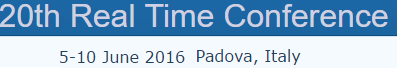 20th Real Time Conference
5-10 June 2016 Padova, Italy